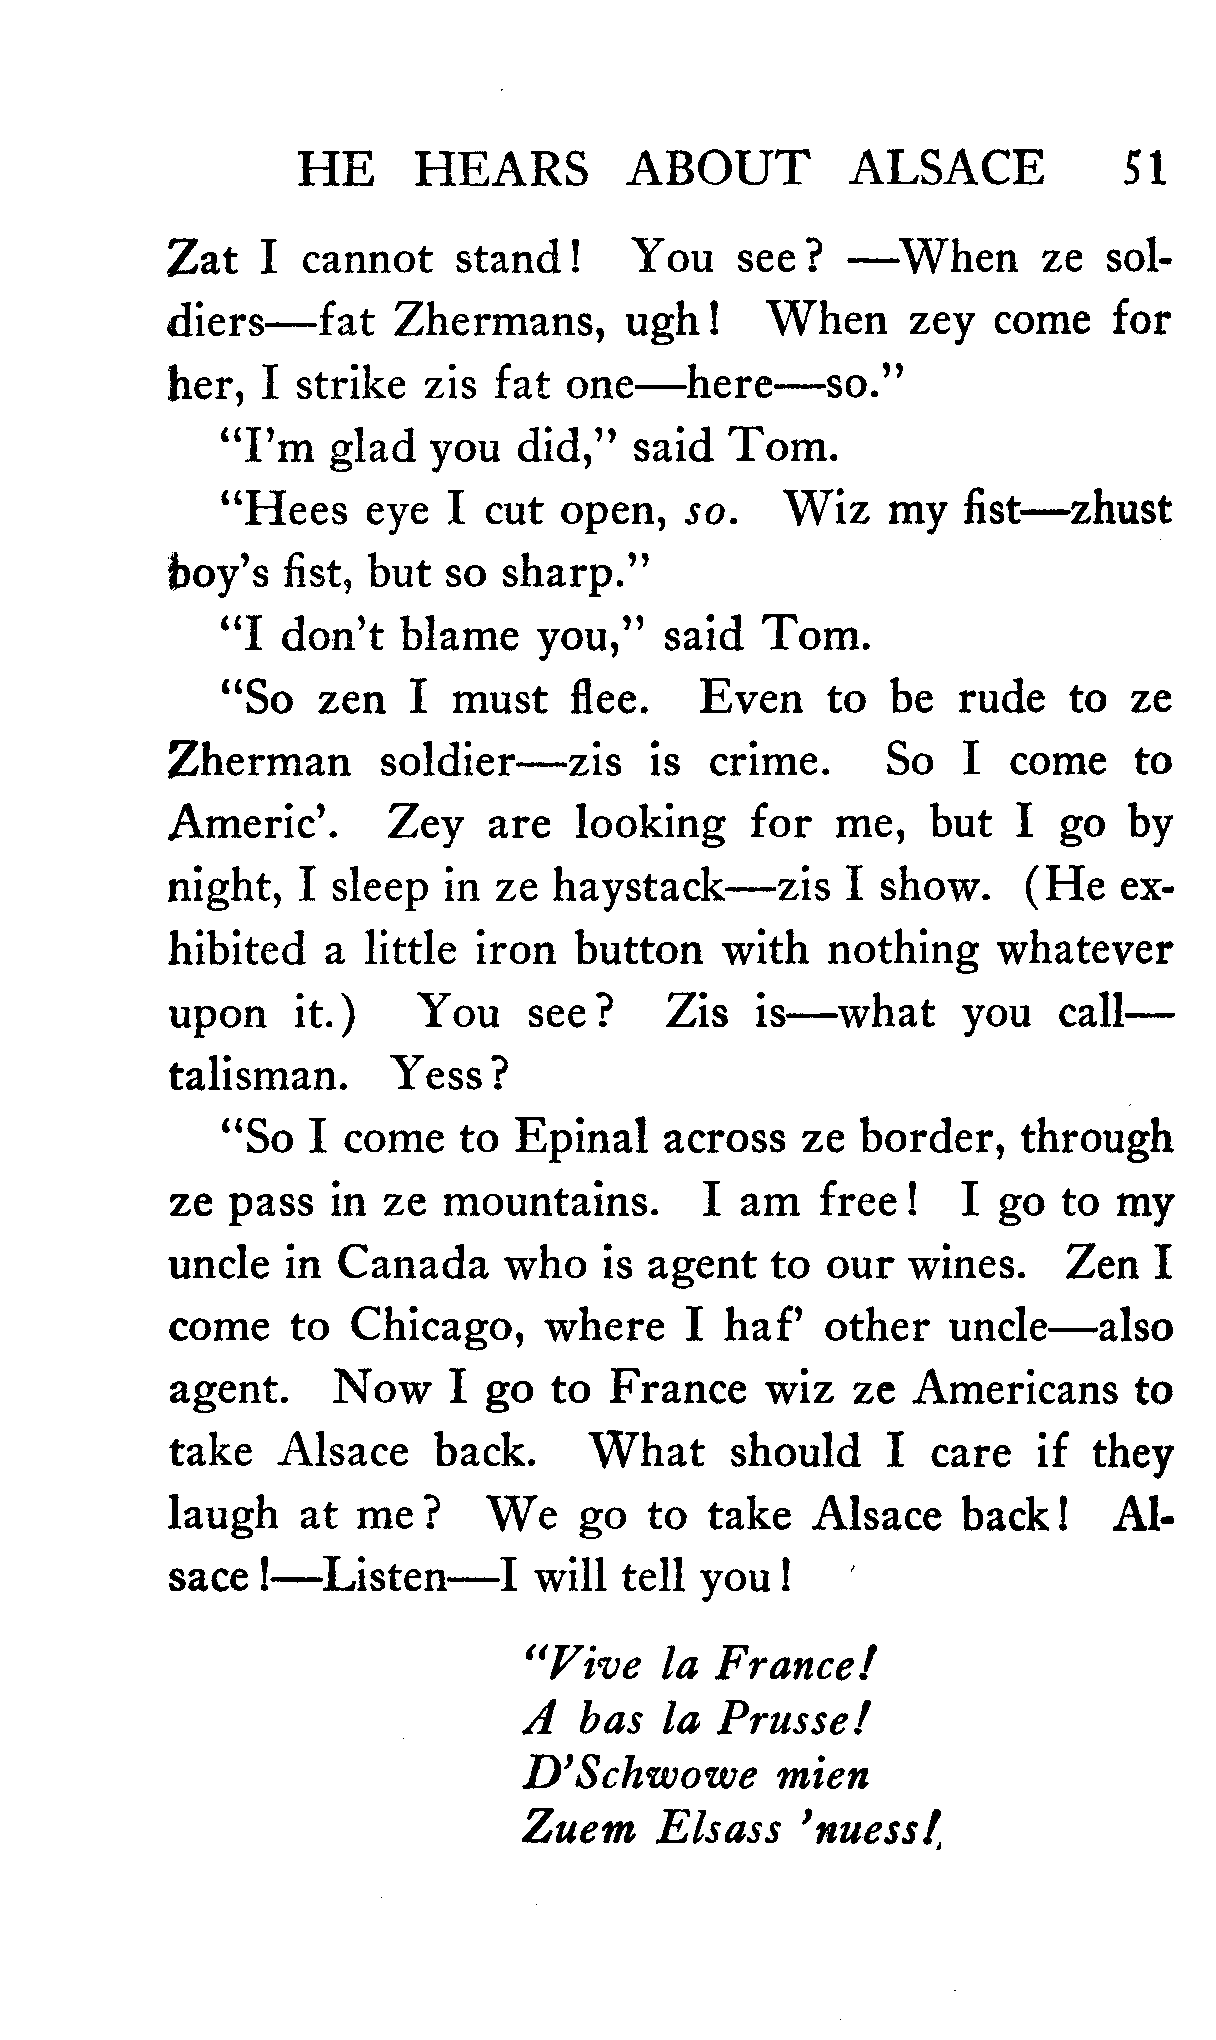 HE HEARS ABOUT ALSACE 51
Zat I cannot stand! You see? —When ze sol-
diers—fat Zhermans, ugh! When zey come for
her, I strike zis fat one—here—so."
"I'm glad you did," said Tom.
"Hees eye I cut open, so. Wiz my fist—zhust
boy's fist, but so sharp."
"I don't blame you," said Tom.
"So zen I must flee. Even to be rude to ze
Zherman soldier—zis is crime. So I come to
Americ'. Zey are looking for me, but I go by
night, I sleep in ze haystack—zis I show. (He ex-
hibited a little iron button with nothing whatever
upon it.) You see? Zis is—what you call—
talisman. Yess?
"So I come to Epinal across ze border, through
ze pass in ze mountains. I am free! I go to my
uncle in Canada who is agent to our wines. Zen I
come to Chicago, where I haf' other uncle—also
agent. Now I go to France wiz ze Americans to
take Alsace back. What should I care if they
laugh at me? We go to take Alsace back! Al-
sace!—Listen—I will tell you!
"Vive la France!
A bas la Prusse!
D'Schwowe mien
Zuem Elsass 'nuess!